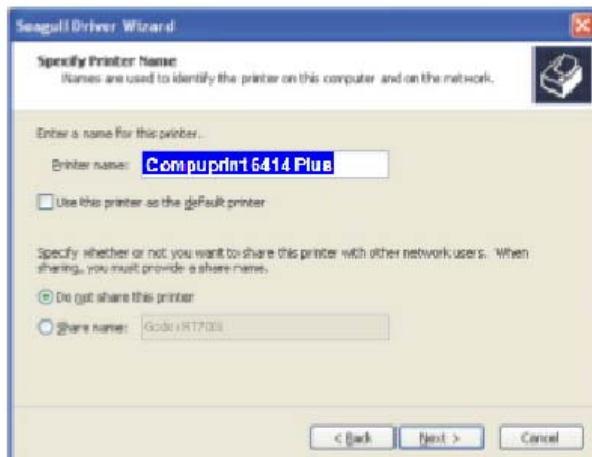 Seagull Driver Wizard
Specify Printer Name
Names are used to identify the printer on this computer and on the network.
Enter a name for this printer.
Printer name: Compuprint 6414 Plus
Use this printer as the default printer
Specify whether or not you want to share this printer with other network users. When
sharing, you must provide a share name.
Do not share this printer
Share name: Godex RT700i
< Back Next > Cancel